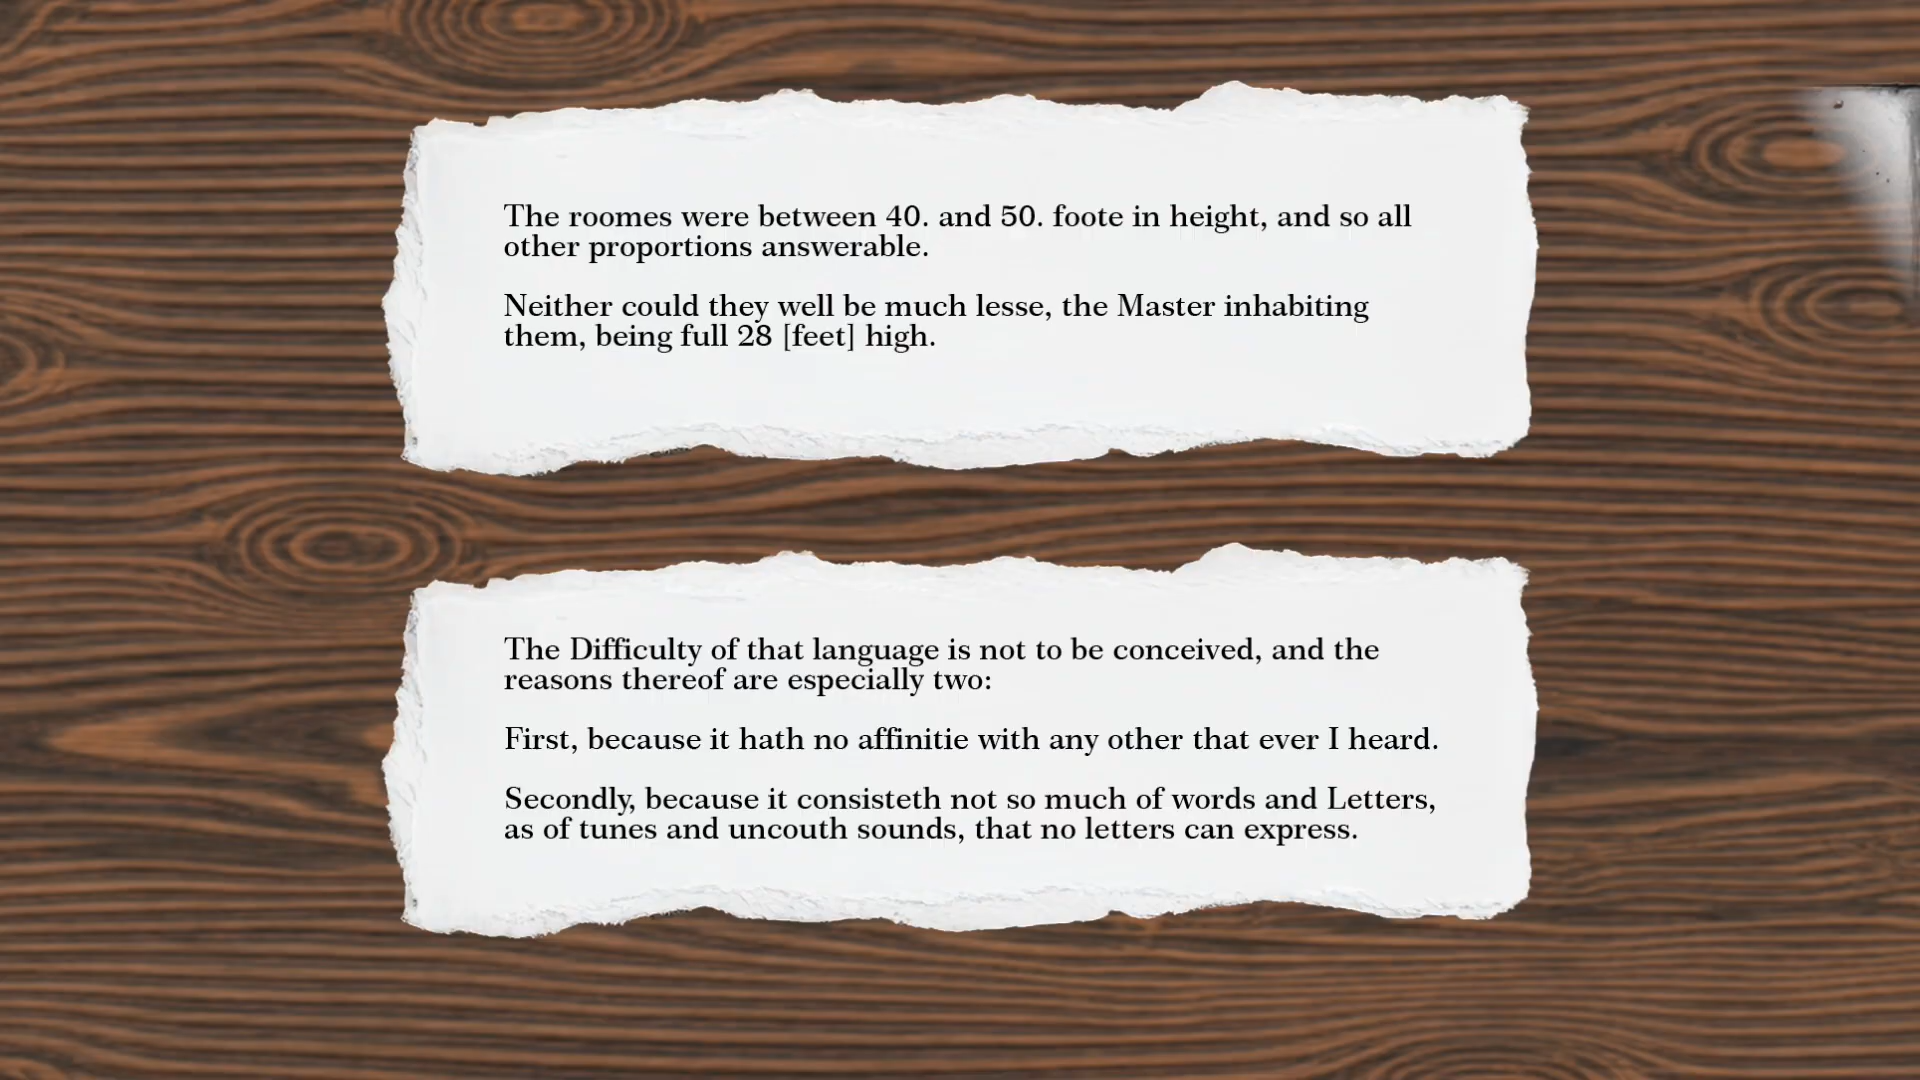 The roomes were between 40. and 50. foote in height, and so all
other proportions answerable.
Neither could they well be much lesse, the Master inhabiting
them, being full 28 [feet] high.
The Difficulty of that language is not to be conceived, and the
reasons thereof are especially two:
First, because it hath no affinitie with any other that ever I heard.
Secondly, because it consisteth not so much of words and Letters,
as of tunes and uncouth sounds, that no letters can express.